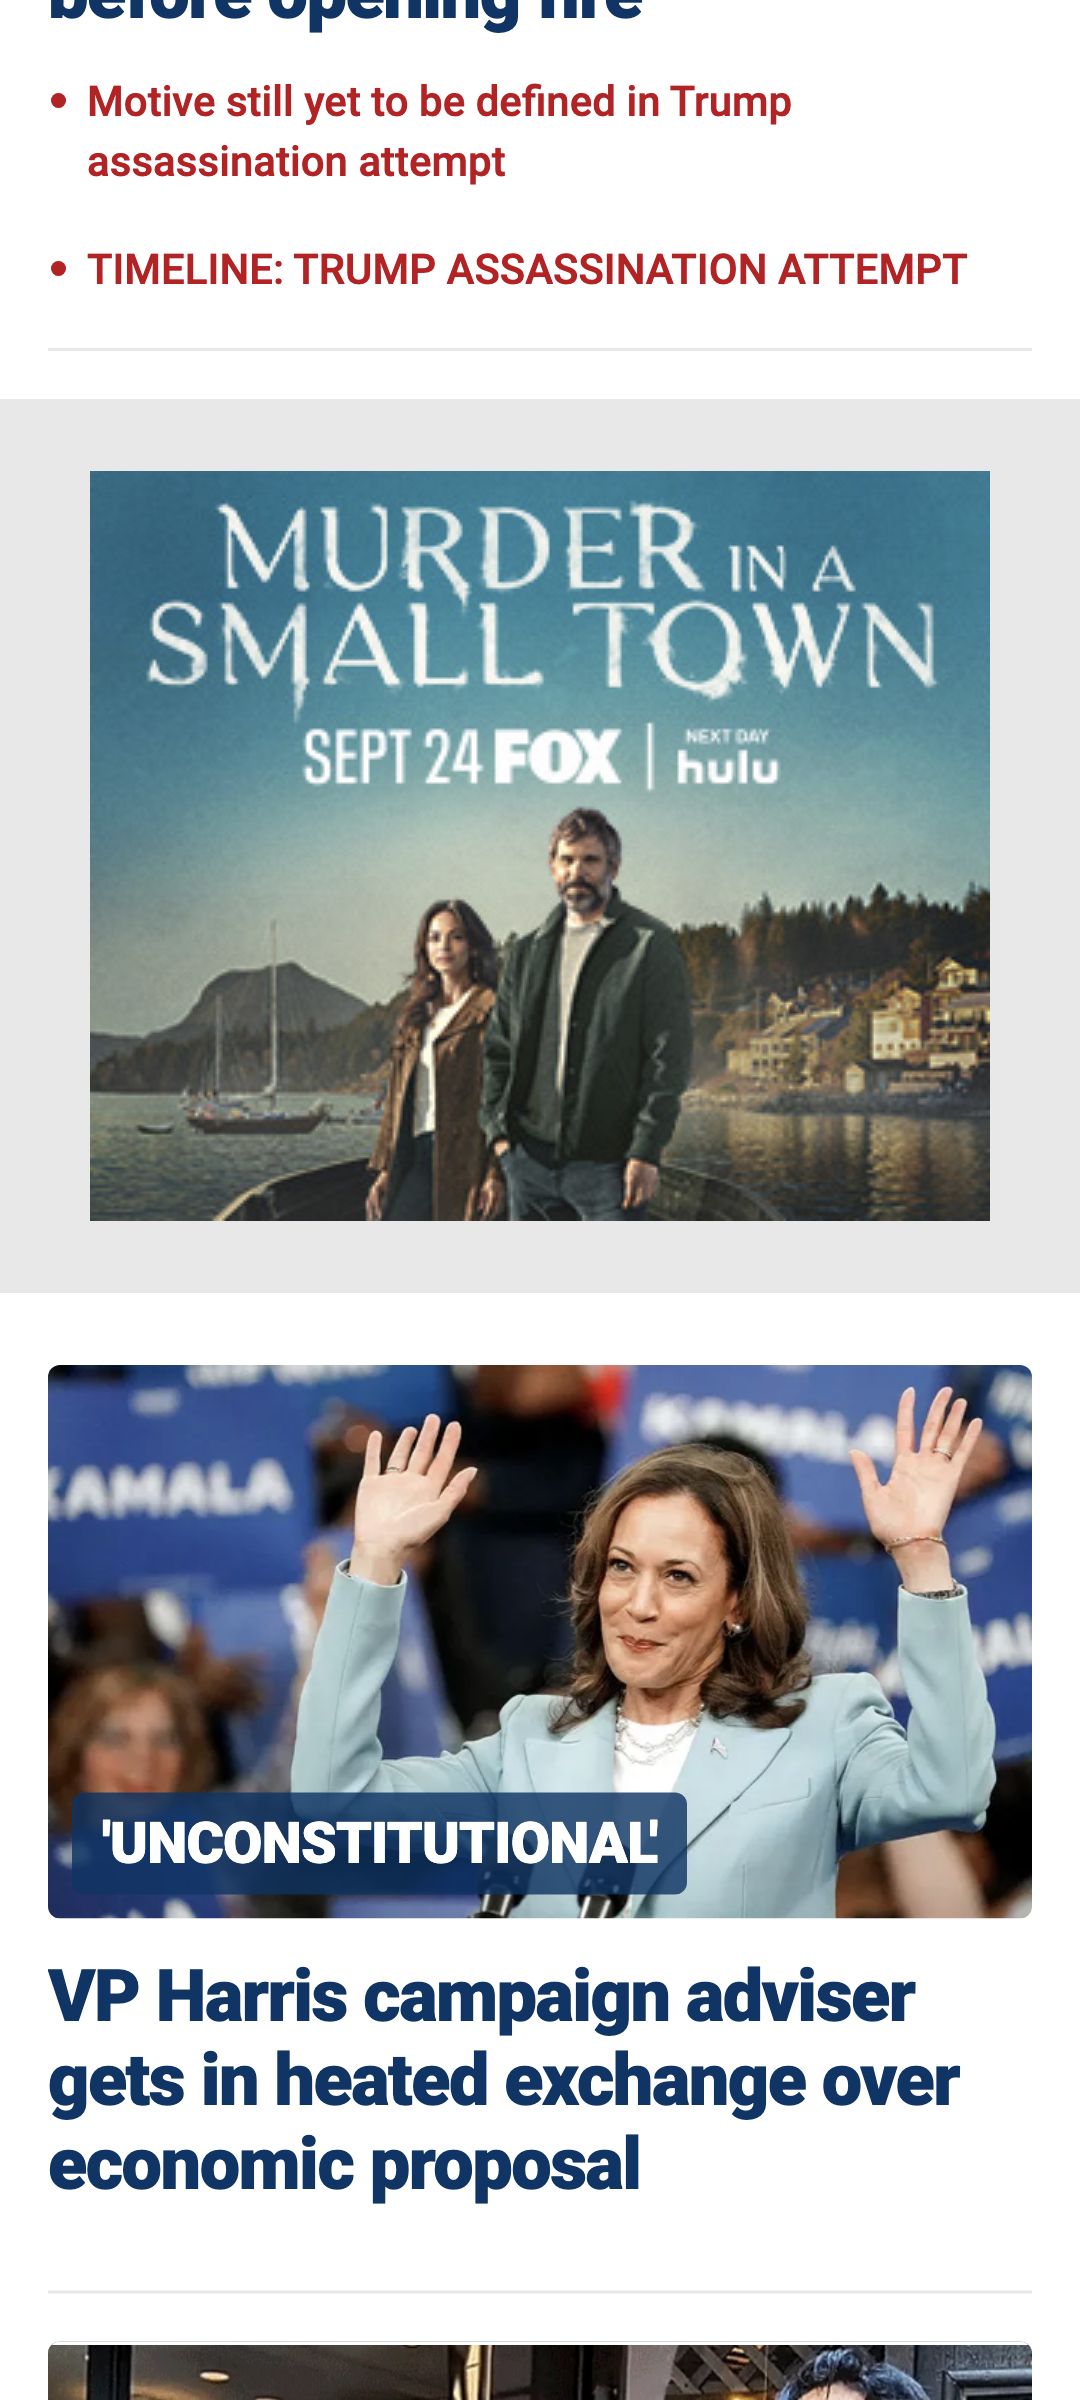 before opening fire
Motive still yet to be defined in Trump
assassination attempt
TIMELINE: TRUMP ASSASSINATION ATTEMPT
MURDER IN A
SMALL TOWN
SEPT 24 FOX
NEXT DAY
hulu
KAMALA
KAMALA
'UNCONSTITUTIONAL'
VP Harris campaign adviser
gets in heated exchange over
economic proposal